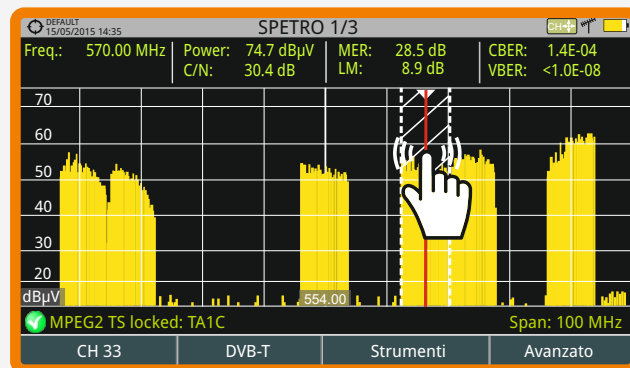 DEFAULT
15/05/2015 14:35
SPETRO 1/3
CH
Freq.: 570.00 MHz
Power: 74.7 dBµV
MER: 28.5 dB
CBER: 1.4E-04
C/N: 30.4 dB
LM: 8.9 dB
VBER: <1.0E-08
70
60
50
40
30
20
dBµV
554.00
MPEG2 TS locked: TA1C
Span: 100 MHz
CH 33
DVB-T
Strumenti
Avanzato